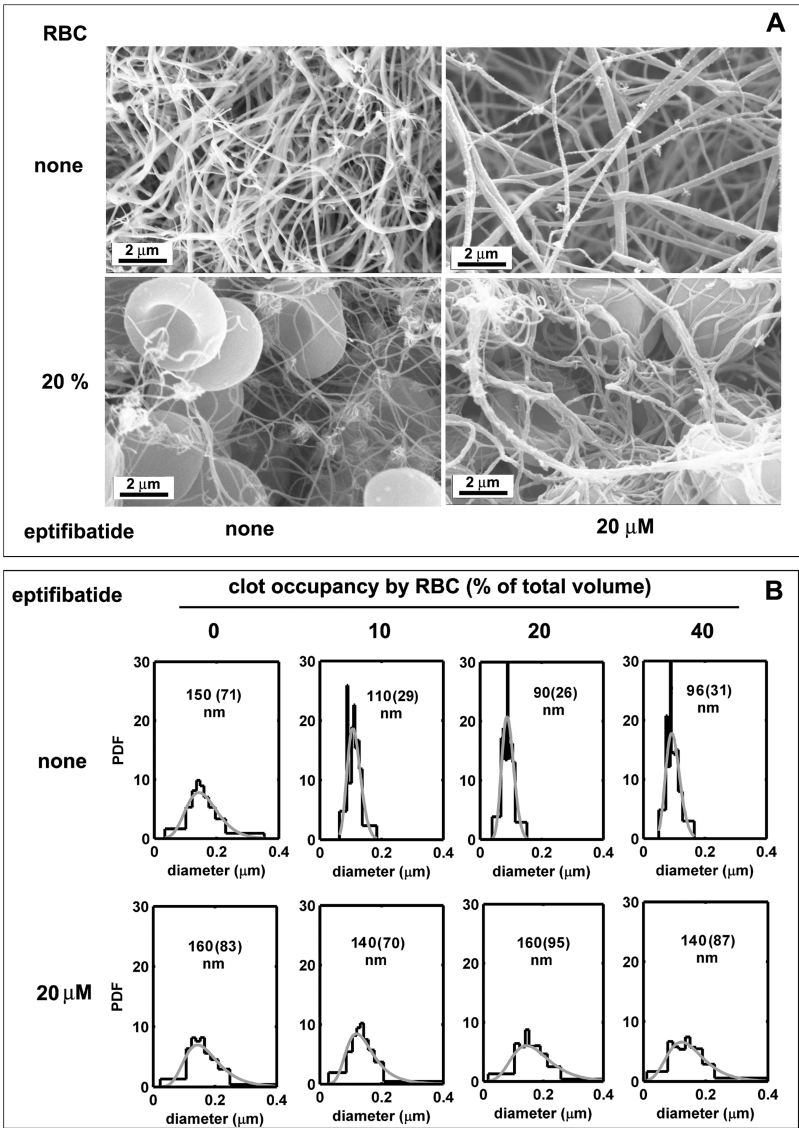 RBC
A
none
2 μm
2 μm
20 %
2 μm
2 μm
eptifibatide
none
20 μM
B
eptifibatide
clot occupancy by RBC (% of total volume)
0
10
20
40
none
PDF
30
20
10
0
150 (71)
nm
0
0.2
0.4
diameter (μm)
30
20
10
0
110(29)
nm
0
0.2
0.4
diameter (μm)
30
20
10
0
90(26)
nm
0
0.2
0.4
diameter (μm)
30
20
10
0
96(31)
nm
0
0.2
0.4
diameter (μm)
20 μM
PDF
30
20
10
0
160(83)
nm
0
0.2
0.4
diameter (μm)
30
20
10
0
140(70)
nm
0
0.2
0.4
diameter (μm)
30
20
10
0
160(95)
nm
0
0.2
0.4
diameter (μm)
30
20
10
0
140(87)
nm
0
0.2
0.4
diameter (μm)